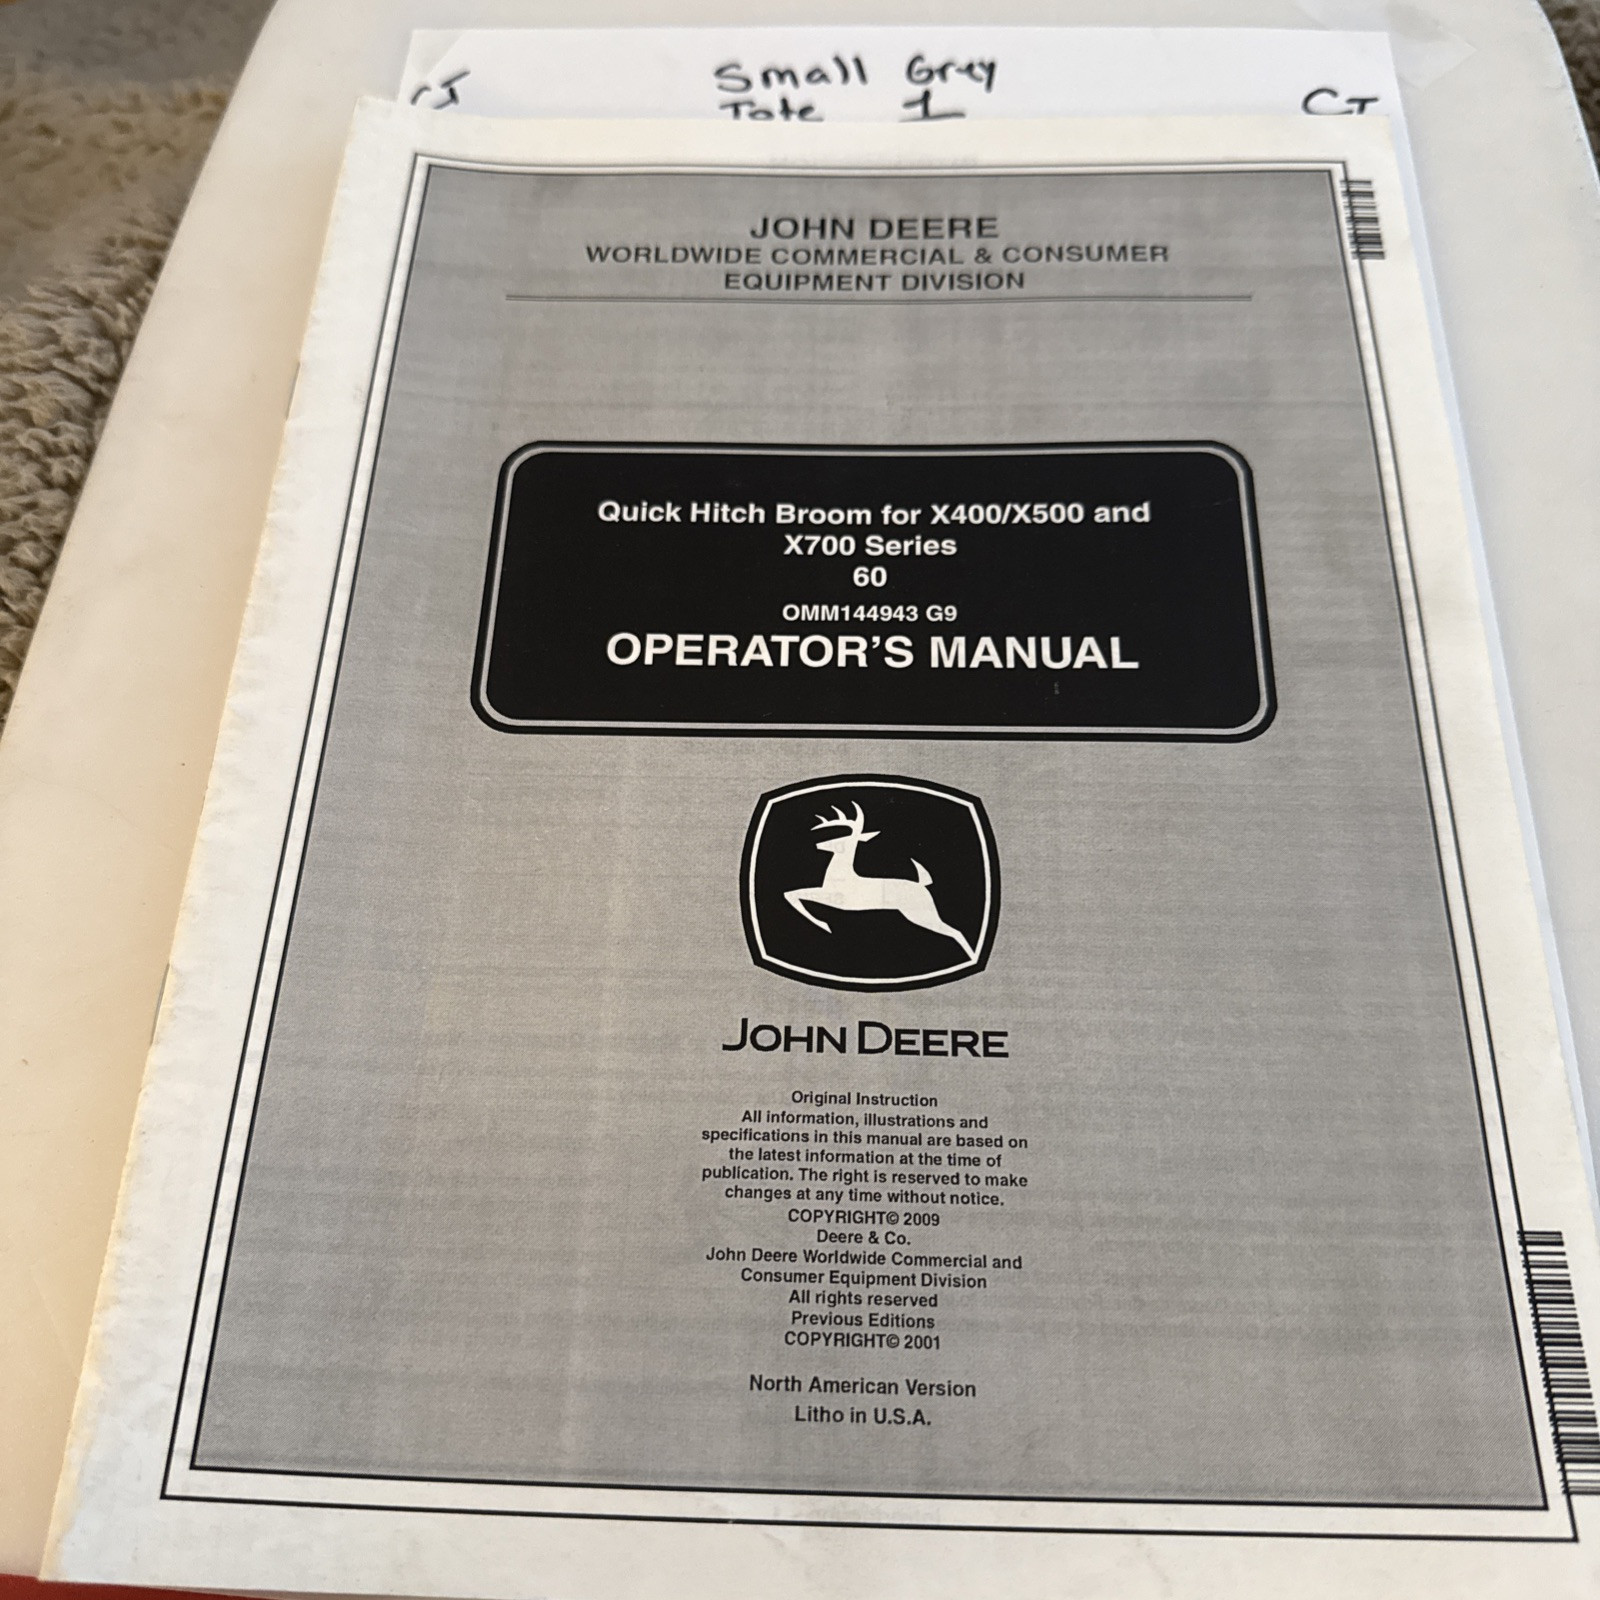 Small Grey
Tote 1
CJ
JOHN DEERE
WORLDWIDE COMMERCIAL & CONSUMER
EQUIPMENT DIVISION
Quick Hitch Broom for X400/X500 and
X700 Series
60
OMM144943 G9
OPERATOR'S MANUAL
JOHN DEERE
Original Instruction
All information, illustrations and
specifications in this manual are based on
the latest information at the time of
publication. The right is reserved to make
changes at any time without notice.
COPYRIGHT© 2009
Deere & Co.
John Deere Worldwide Commercial and
Consumer Equipment Division
All rights reserved
Previous Editions
COPYRIGHT© 2001
North American Version
Litho in U.S.A.